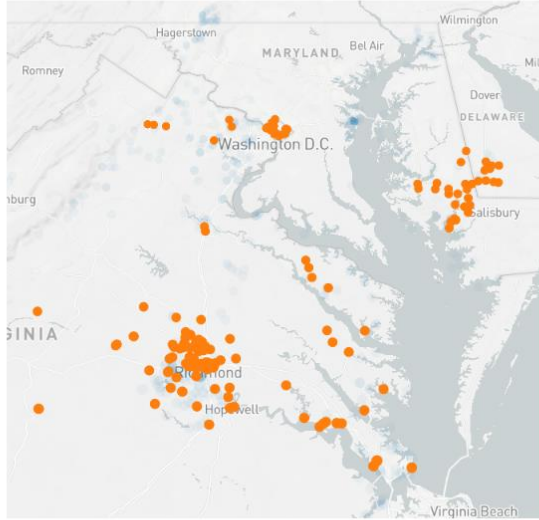 Wilmington
Hagerstown
MARYLAND
Bel Air
Romney
Dover
DELAWARE
Washington D.C.
Salisbury
GINIA
Richmond
Hopewell
Virginia Beach